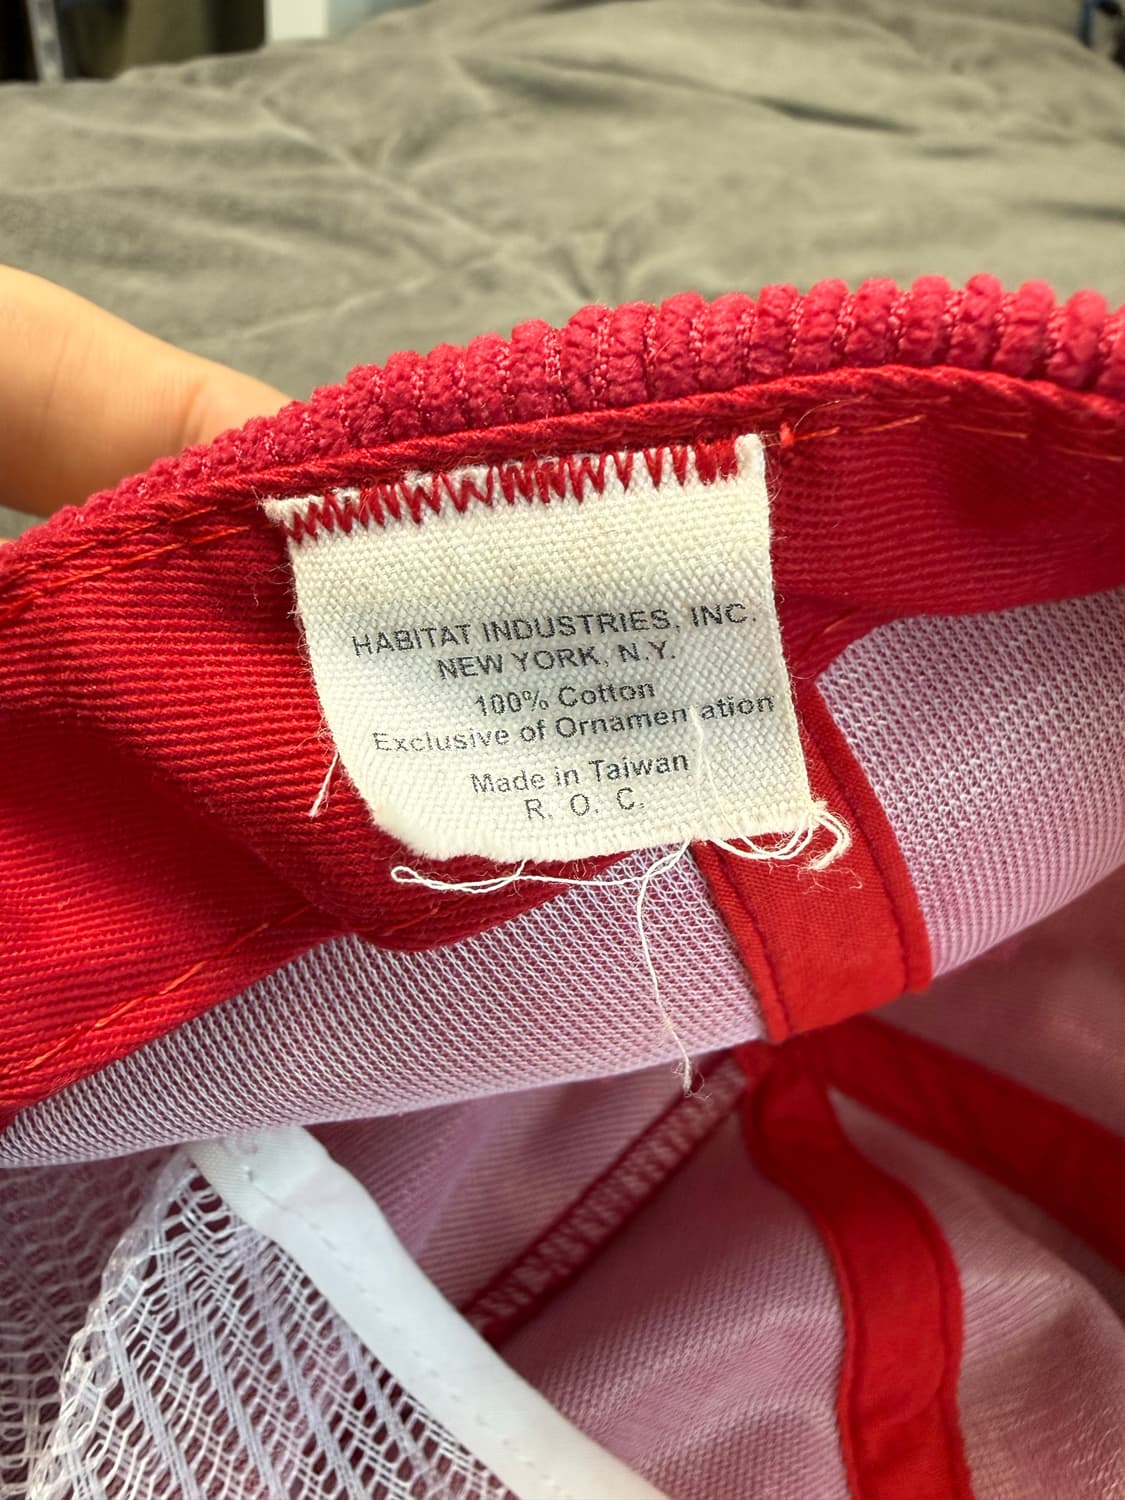 HABITAT INDUSTRIES, INC.
NEW YORK, N.Y.
100% Cotton
Exclusive of Ornamentation
Made in Taiwan
R. O. C.